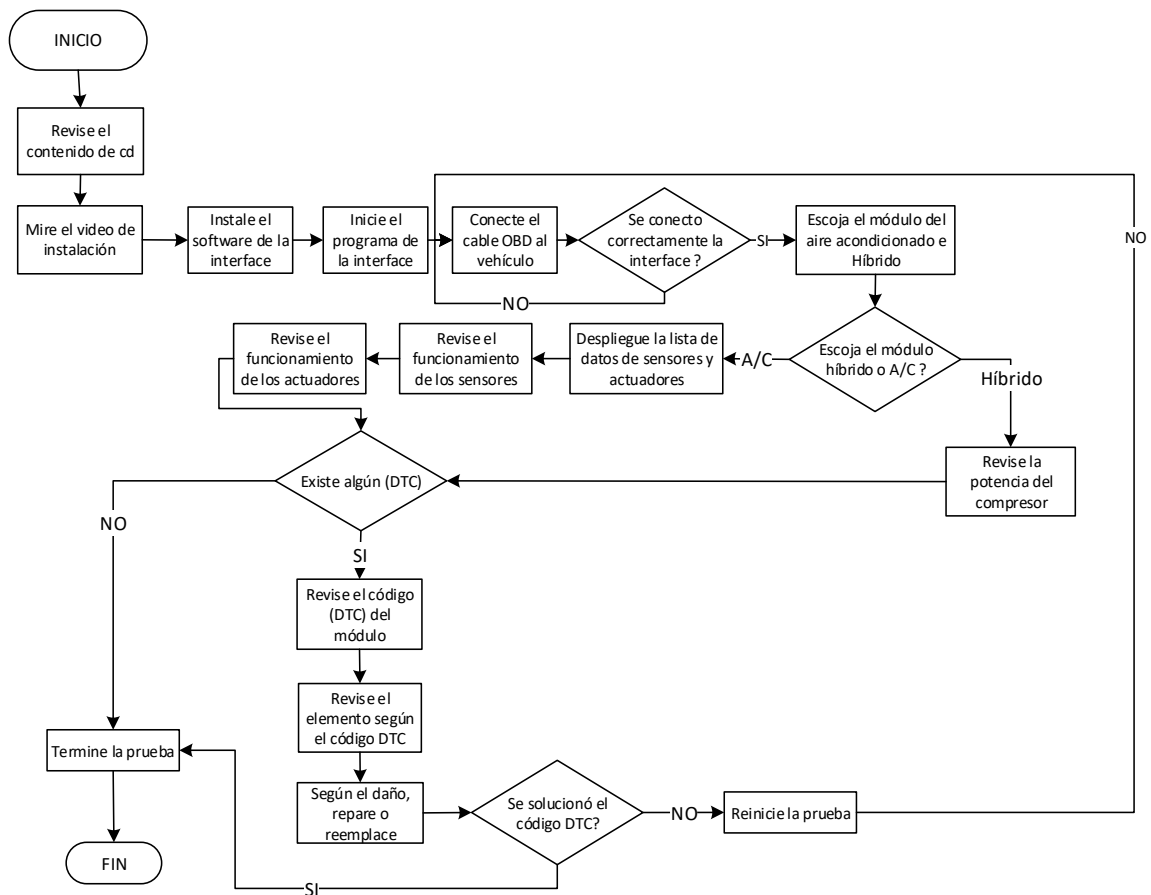 INICIO
Revise el
contenido de cd
Mire el video de
instalación
Instale el
software de la
interface
Inicie el
programa de
la interface
Conecte el
cable OBD al
vehículo
Se conecto
correctamente la
interface ?
SI
NO
Escoja el módulo del
aire acondicionado e
Híbrido
NO
Escoja el módulo
híbrido o A/C ?
A/C
Híbrido
Despliegue la lista de
datos de sensores y
actuadores
Revise el
funcionamiento
de los sensores
Revise el
funcionamiento
de los actuadores
Revise la
potencia del
compresor
Existe algún (DTC)
NO
SI
Revise el código
(DTC) del
módulo
Revise el
elemento según
el código DTC
Según el daño,
repare o
reemplace
Se solucionó el
código DTC?
NO
Reinicie la prueba
SI
Termine la prueba
FIN